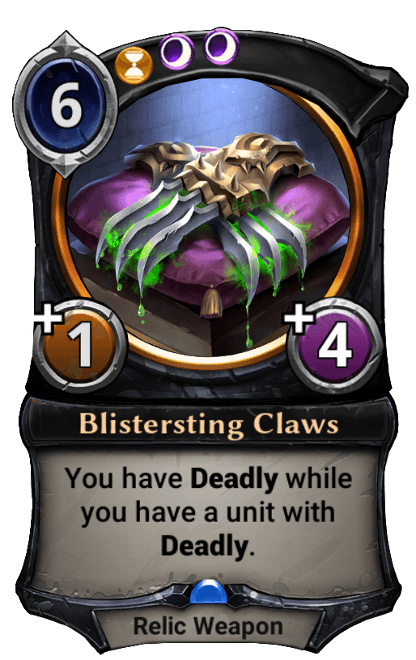 6
+1
+4
Blistersting Claws
You have Deadly while
you have a unit with
Deadly.
Relic Weapon